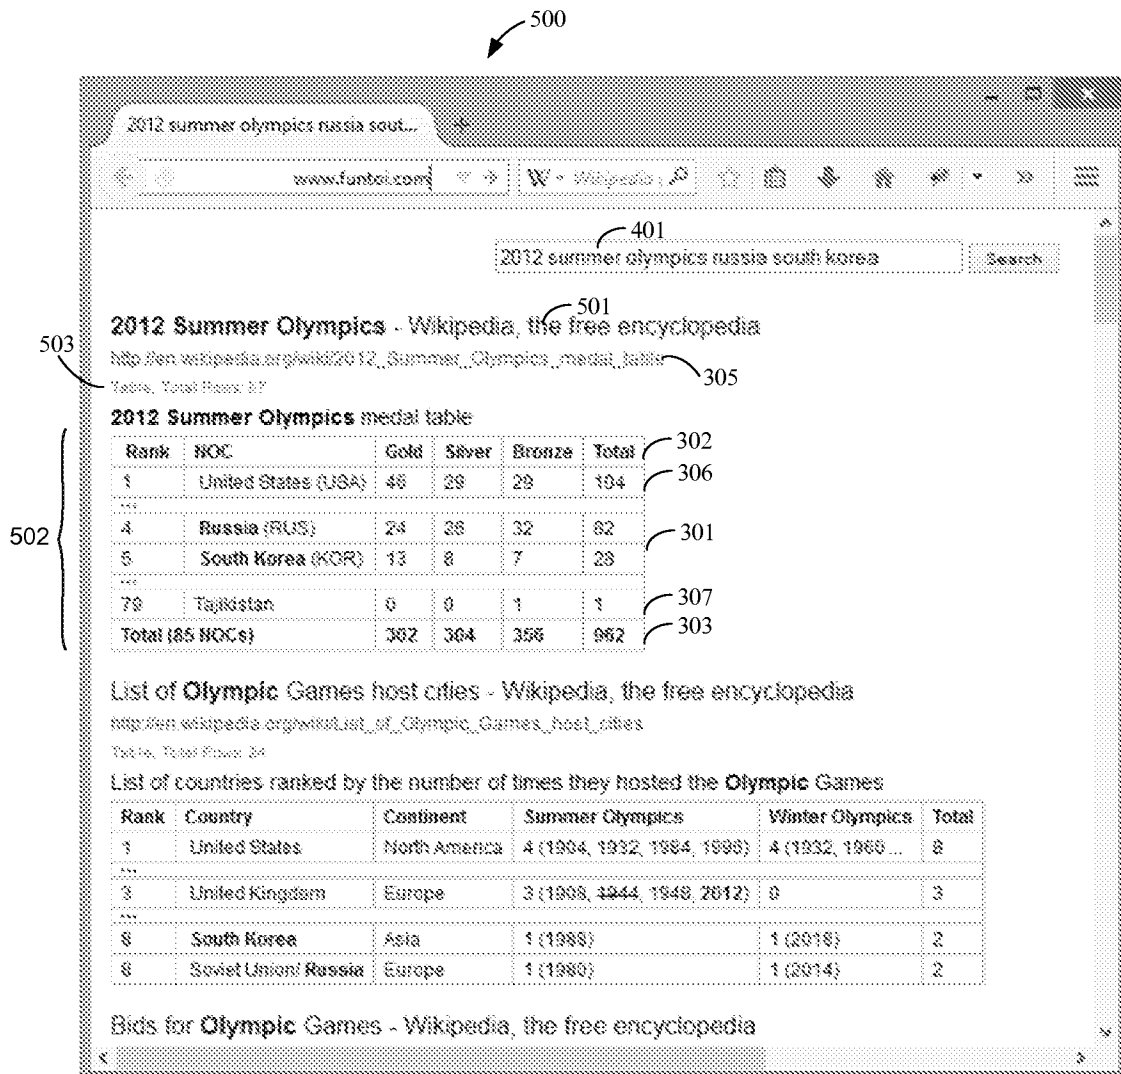 500
2012 summer olympics russia sout...
www.funtoi.com
W Wikipedia
401
2012 summer olympics russia south korea
Search
501
2012 Summer Olympics - Wikipedia, the free encyclopedia
503
http://en.wikipedia.org/wiki/2012_Summer_Olympics_medal_table
305
Table, Total Rows: 87
2012 Summer Olympics medal table
Rank NOC Gold Silver Bronze Total
302
1 United States (USA) 46 29 29 104
306
...
4 Russia (RUS) 24 26 32 82
301
502
5 South Korea (KOR) 13 8 7 28
...
79 Tajikistan 0 0 1 1
307
Total (85 NOCs) 302 304 356 962
303
List of Olympic Games host cities - Wikipedia, the free encyclopedia
http://en.wikipedia.org/wiki/List_of_Olympic_Games_host_cities
Table, Total Rows: 24
List of countries ranked by the number of times they hosted the Olympic Games
Rank Country Continent Summer Olympics Winter Olympics Total
1 United States North America 4 (1904, 1932, 1984, 1996) 4 (1932, 1960 ... 8
...
3 United Kingdom Europe 3 (1908, 1944, 1948, 2012) 0 3
...
8 South Korea Asia 1 (1988) 1 (2018) 2
8 Soviet Union/ Russia Europe 1 (1980) 1 (2014) 2
Bids for Olympic Games - Wikipedia, the free encyclopedia